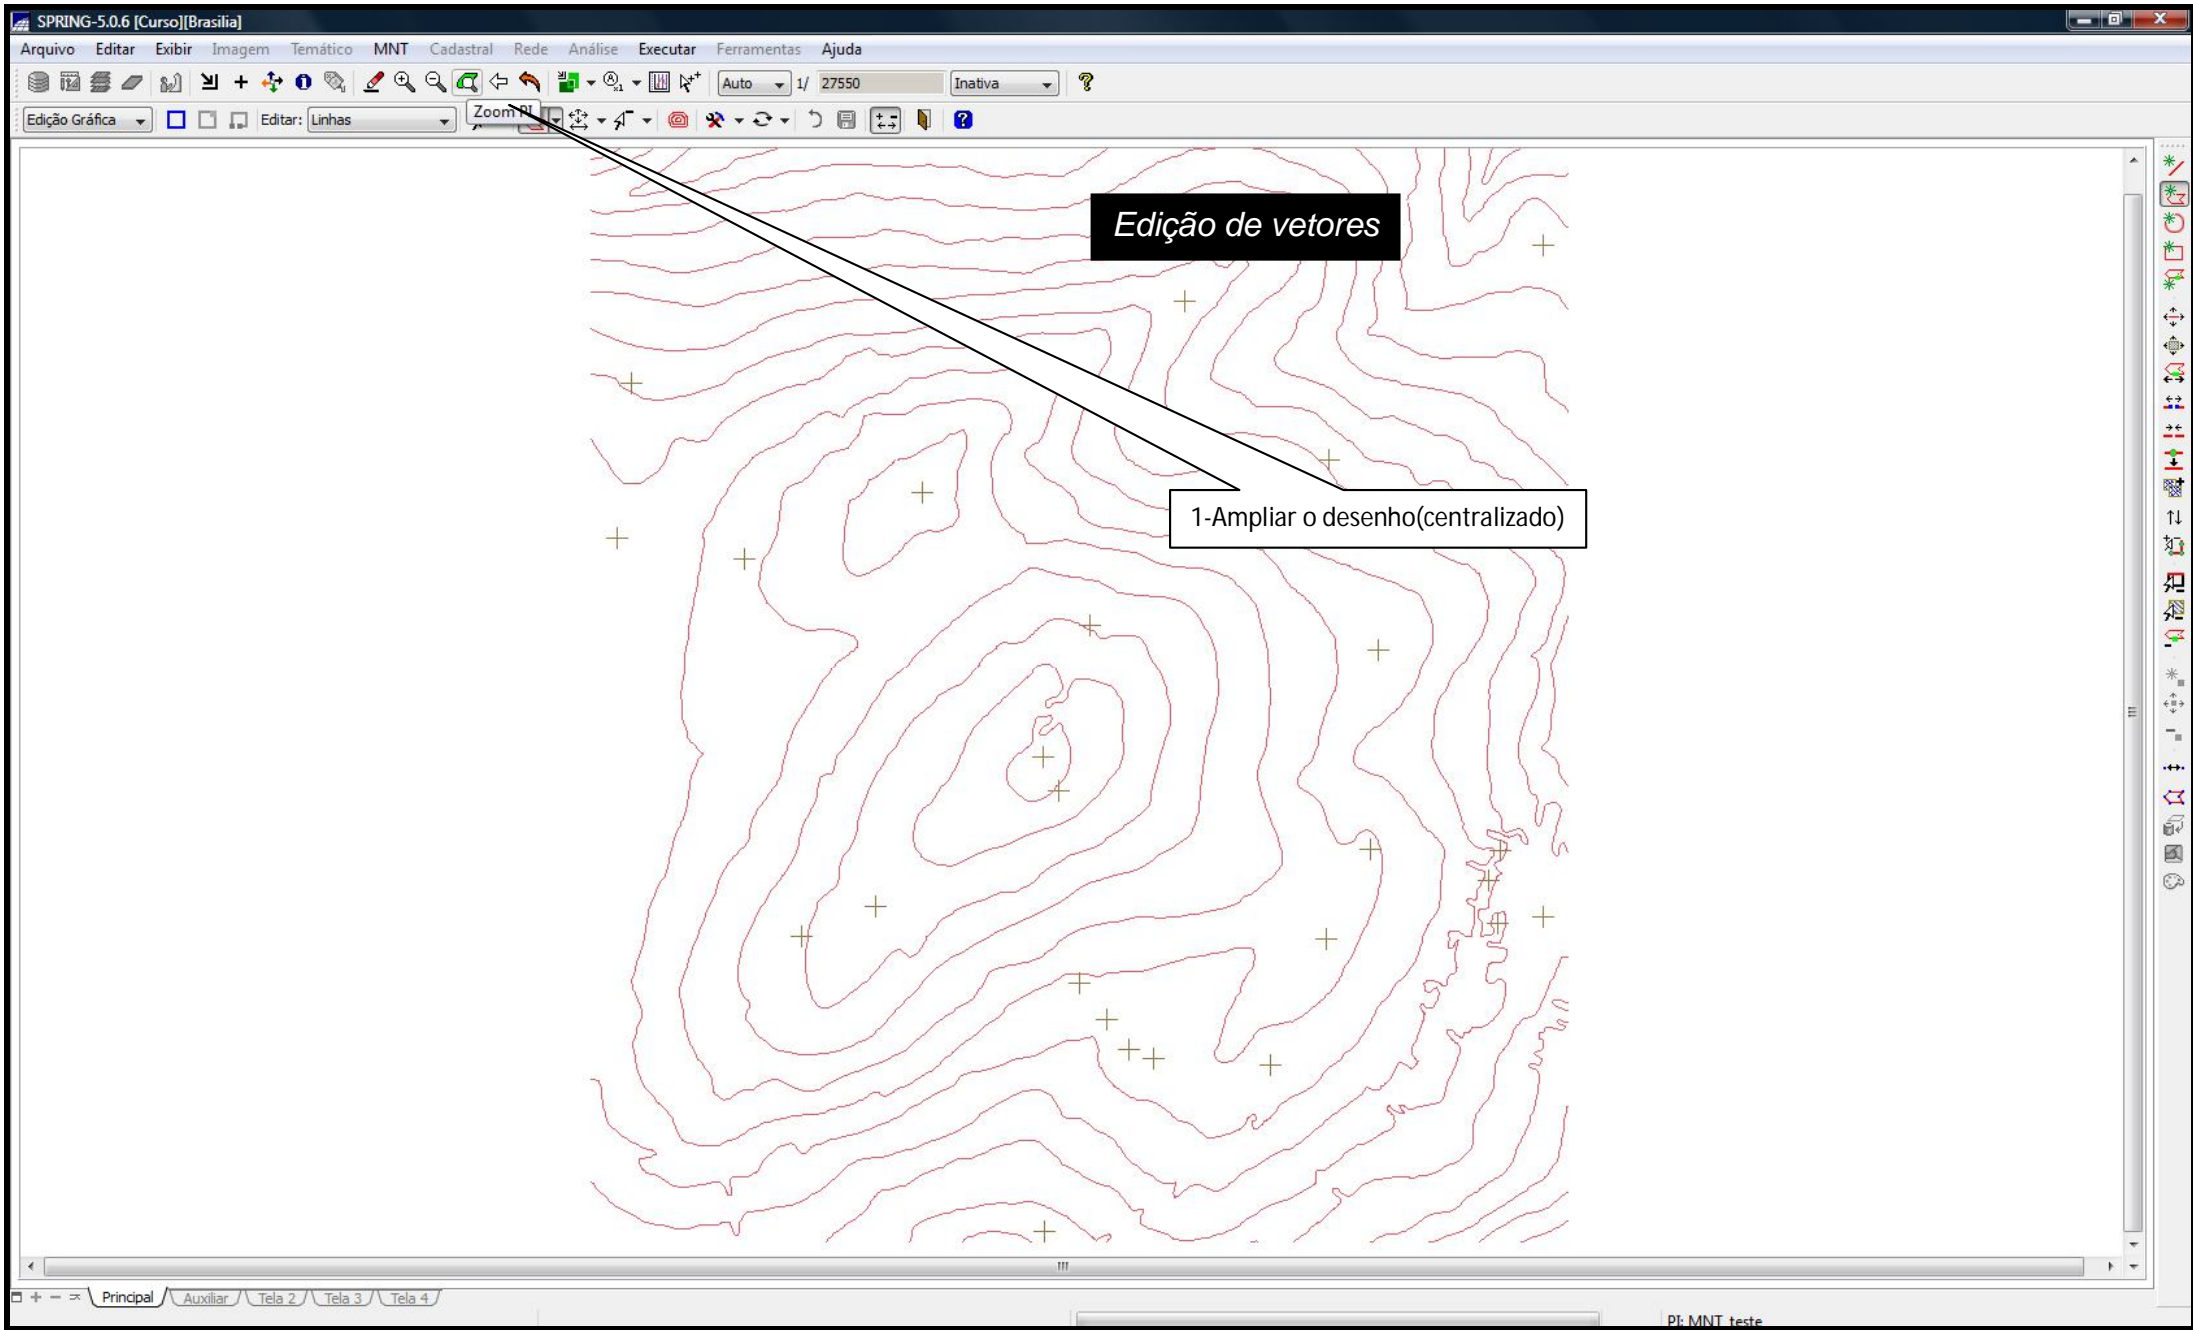 SPRING-5.0.6 [Curso][Brasilia]
Arquivo Editar Exibir Imagem Temático MNT Cadastral Rede Análise Executar Ferramentas Ajuda
Auto 1/ 27550 Inativa
Edição Gráfica Editar: Linhas Zoom PI
Edição de vetores
1-Ampliar o desenho(centralizado)
Principal Auxiliar Tela 2 Tela 3 Tela 4
PI: MNT_teste